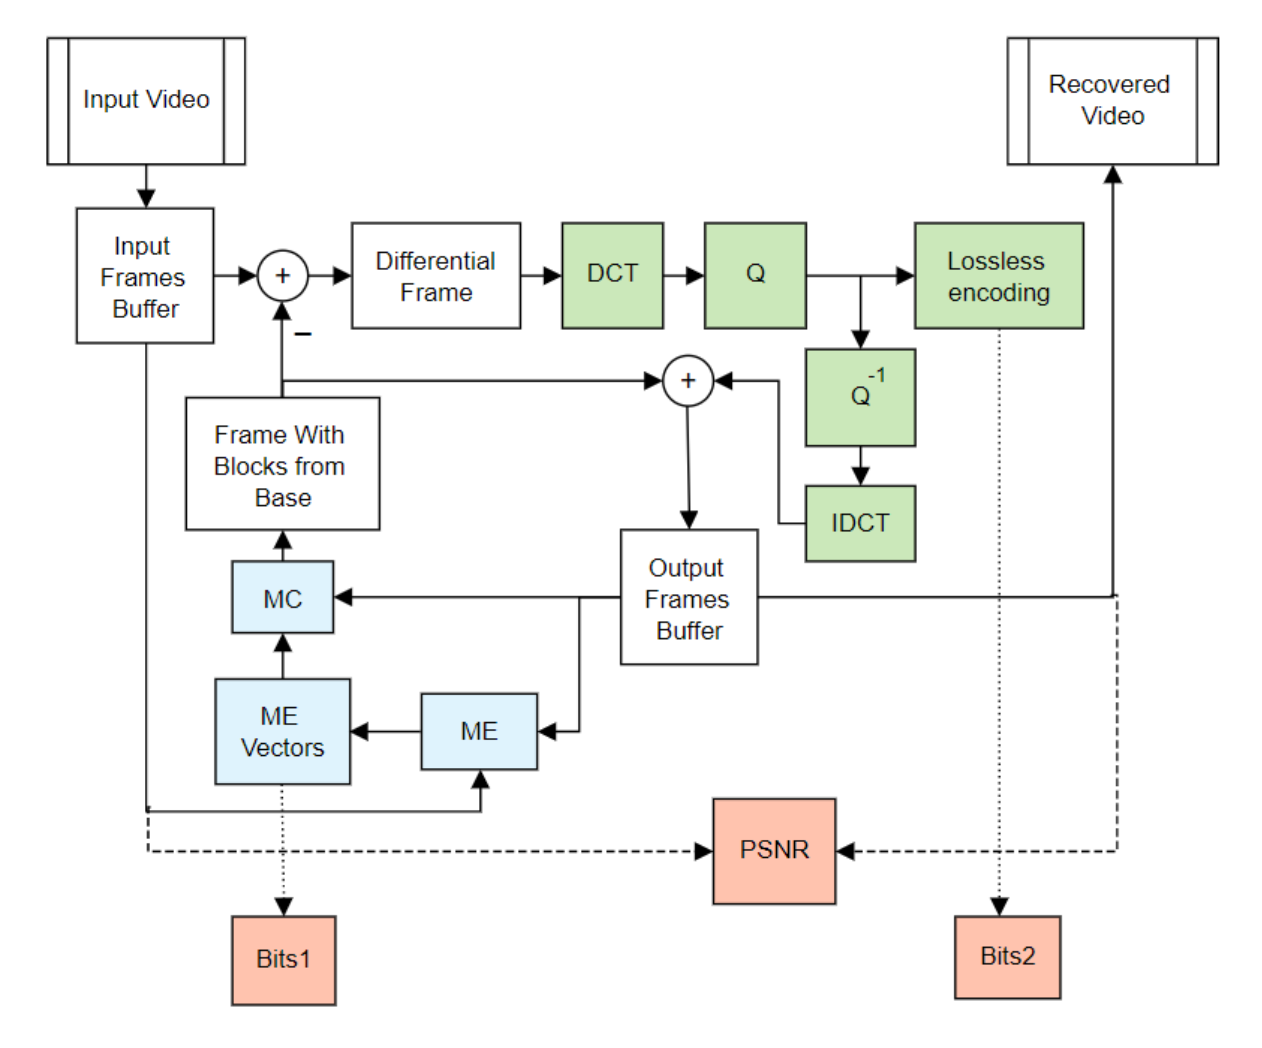 Input Video
Recovered
Video
Input
Frames
Buffer
+
Differential
Frame
DCT
Q
Lossless
encoding
−
+
Q⁻¹
Frame With
Blocks from
Base
IDCT
Output
Frames
Buffer
MC
ME
Vectors
ME
PSNR
Bits1
Bits2